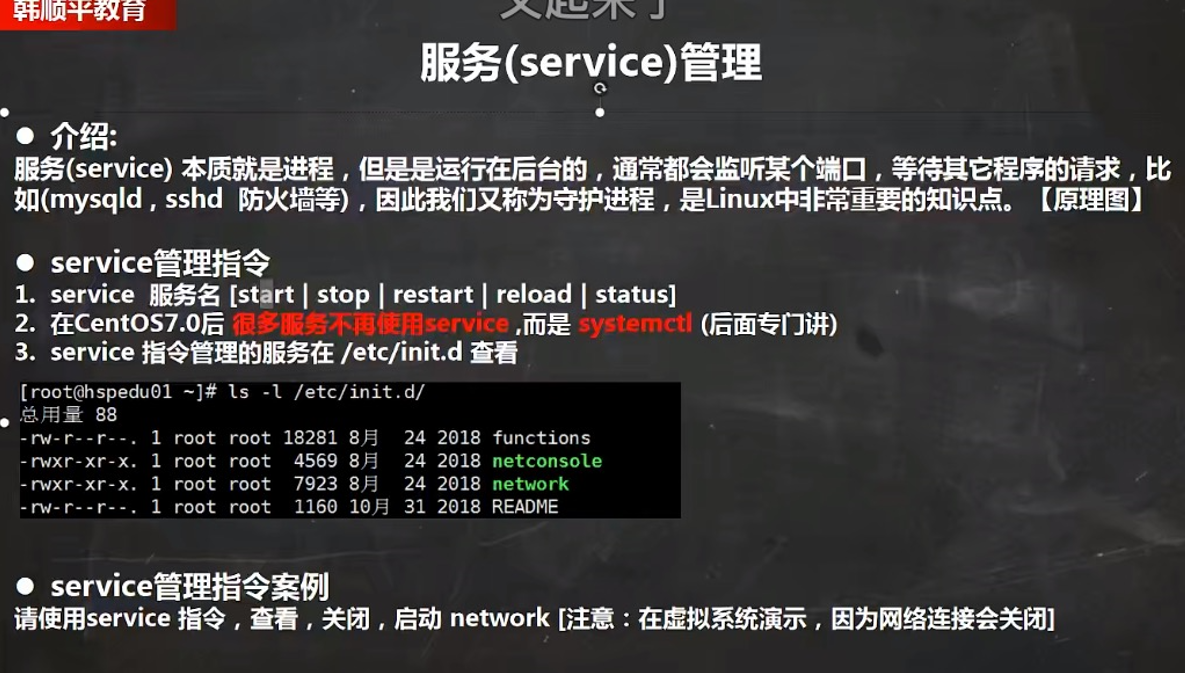 韩顺平教育
又起来了
服务(service)管理
● 介绍:
服务(service) 本质就是进程，但是是运行在后台的，通常都会监听某个端口，等待其它程序的请求，比
如(mysqld , sshd 防火墙等)，因此我们又称为守护进程，是Linux中非常重要的知识点。【原理图】
● service管理指令
1. service 服务名 [start | stop | restart | reload | status]
2. 在CentOS7.0后 很多服务不再使用service ,而是 systemctl (后面专门讲)
3. service 指令管理的服务在 /etc/init.d 查看
[root@hspedu01 ~]# ls -l /etc/init.d/
总用量 88
-rw-r--r--. 1 root root 18281 8月 24 2018 functions
-rwxr-xr-x. 1 root root 4569 8月 24 2018 netconsole
-rwxr-xr-x. 1 root root 7923 8月 24 2018 network
-rw-r--r--. 1 root root 1160 10月 31 2018 README
● service管理指令案例
请使用service 指令，查看，关闭，启动 network [注意：在虚拟系统演示，因为网络连接会关闭]